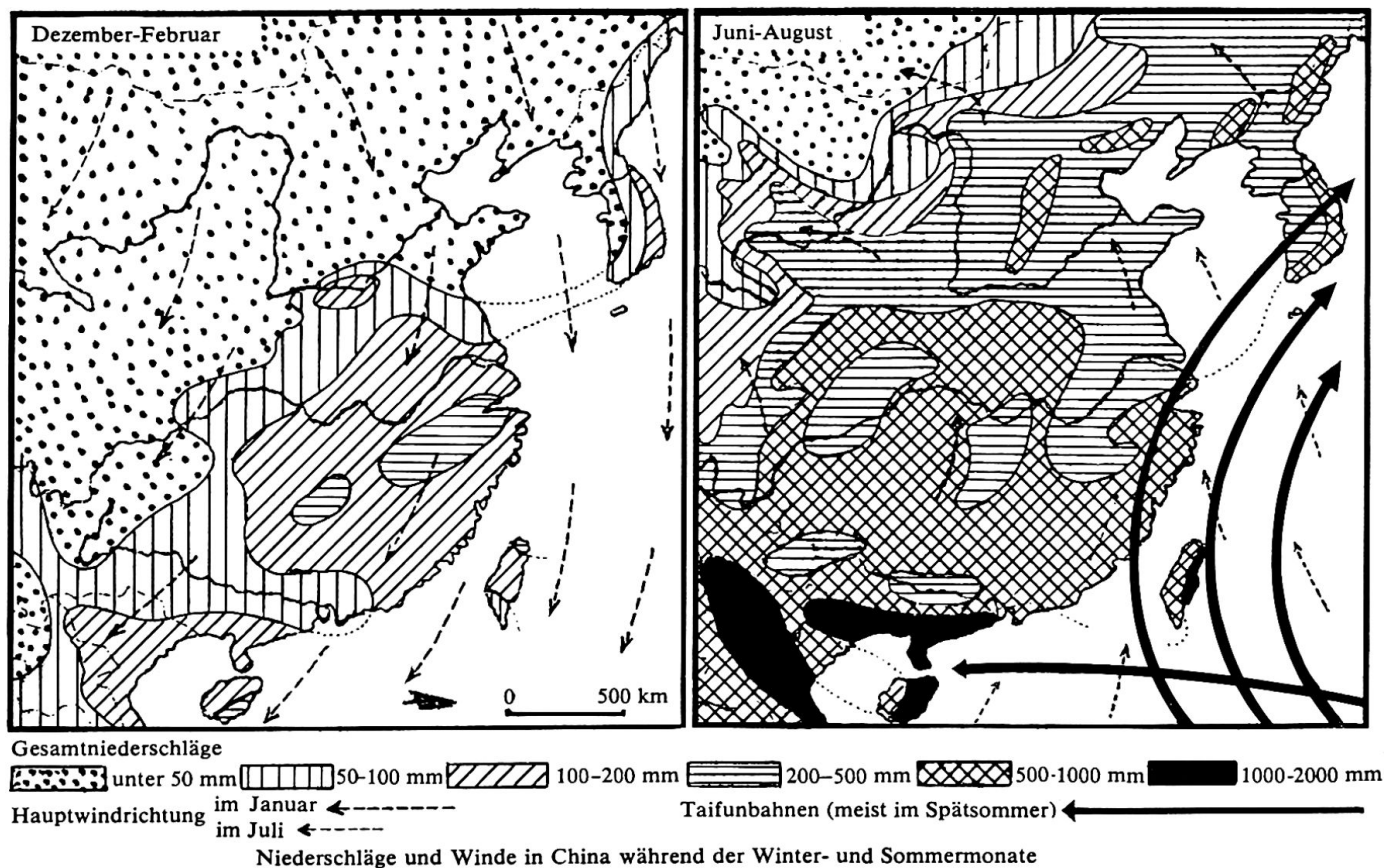 Dezember-Februar
Juni-August
0 500 km
Gesamtniederschläge
unter 50 mm 50-100 mm 100-200 mm 200-500 mm 500-1000 mm 1000-2000 mm
Hauptwindrichtung im Januar Taifunbahnen (meist im Spätsommer)
im Juli
Niederschläge und Winde in China während der Winter- und Sommermonate